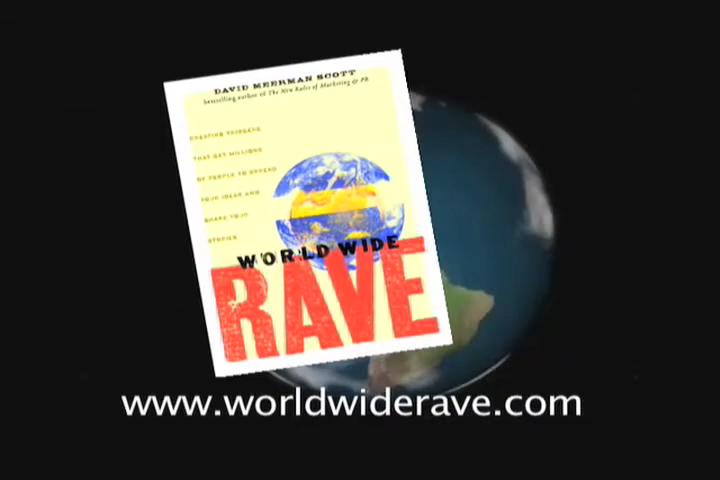 DAVID MEERMAN SCOTT
bestselling author of The New Rules of Marketing & PR
CREATING TRIGGERS
THAT GET MILLIONS
OF PEOPLE TO SPREAD
YOUR IDEAS AND
SHARE YOUR
STORIES
WORLD WIDE
RAVE
www.worldwiderave.com